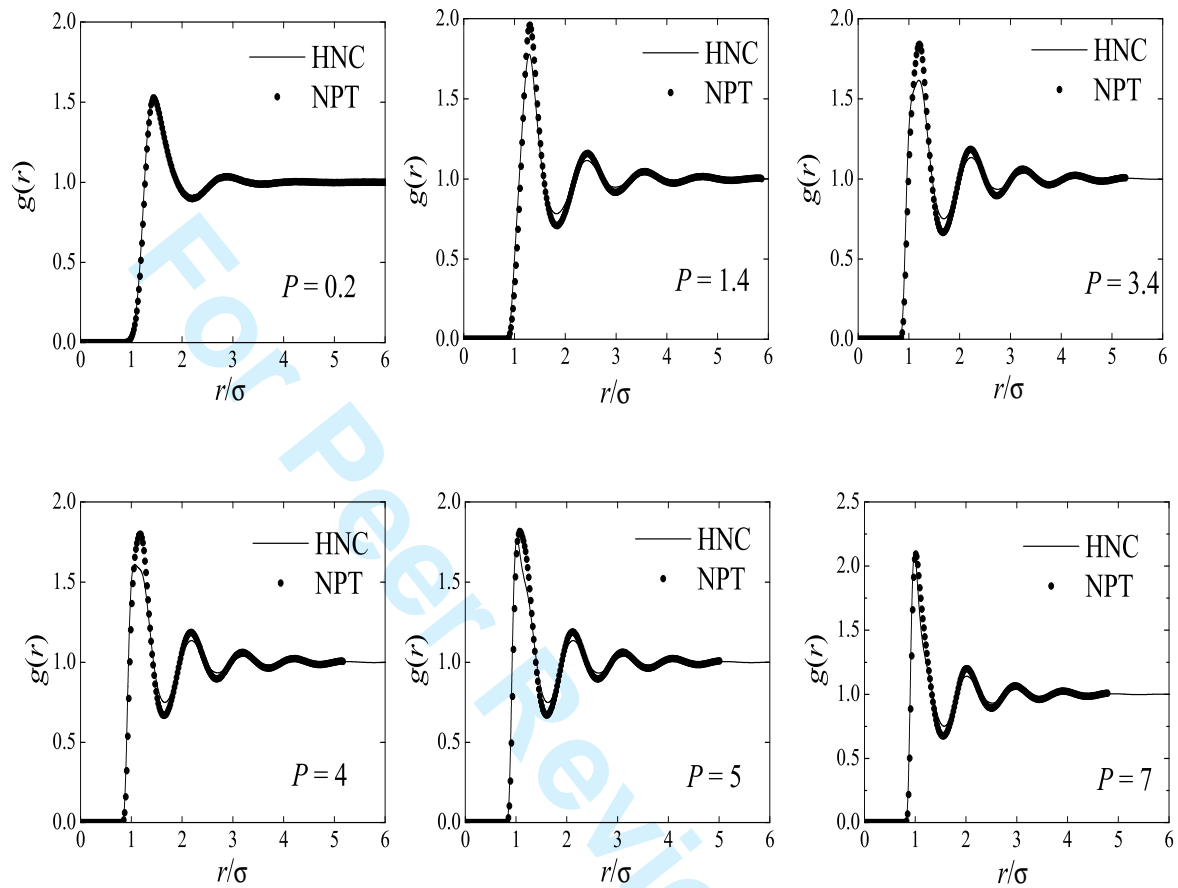 2.0
1.5
1.0
0.5
0.0
g(r)
HNC
NPT
P = 0.2
0 1 2 3 4 5 6
r/σ
2.0
1.5
1.0
0.5
0.0
g(r)
HNC
NPT
P = 1.4
0 1 2 3 4 5 6
r/σ
2.0
1.5
1.0
0.5
0.0
g(r)
HNC
NPT
P = 3.4
0 1 2 3 4 5 6
r/σ
2.0
1.5
1.0
0.5
0.0
g(r)
HNC
NPT
P = 4
0 1 2 3 4 5 6
r/σ
2.0
1.5
1.0
0.5
0.0
g(r)
HNC
NPT
P = 5
0 1 2 3 4 5 6
r/σ
2.5
2.0
1.5
1.0
0.5
0.0
g(r)
HNC
NPT
P = 7
0 1 2 3 4 5 6
r/σ
For Peer Review